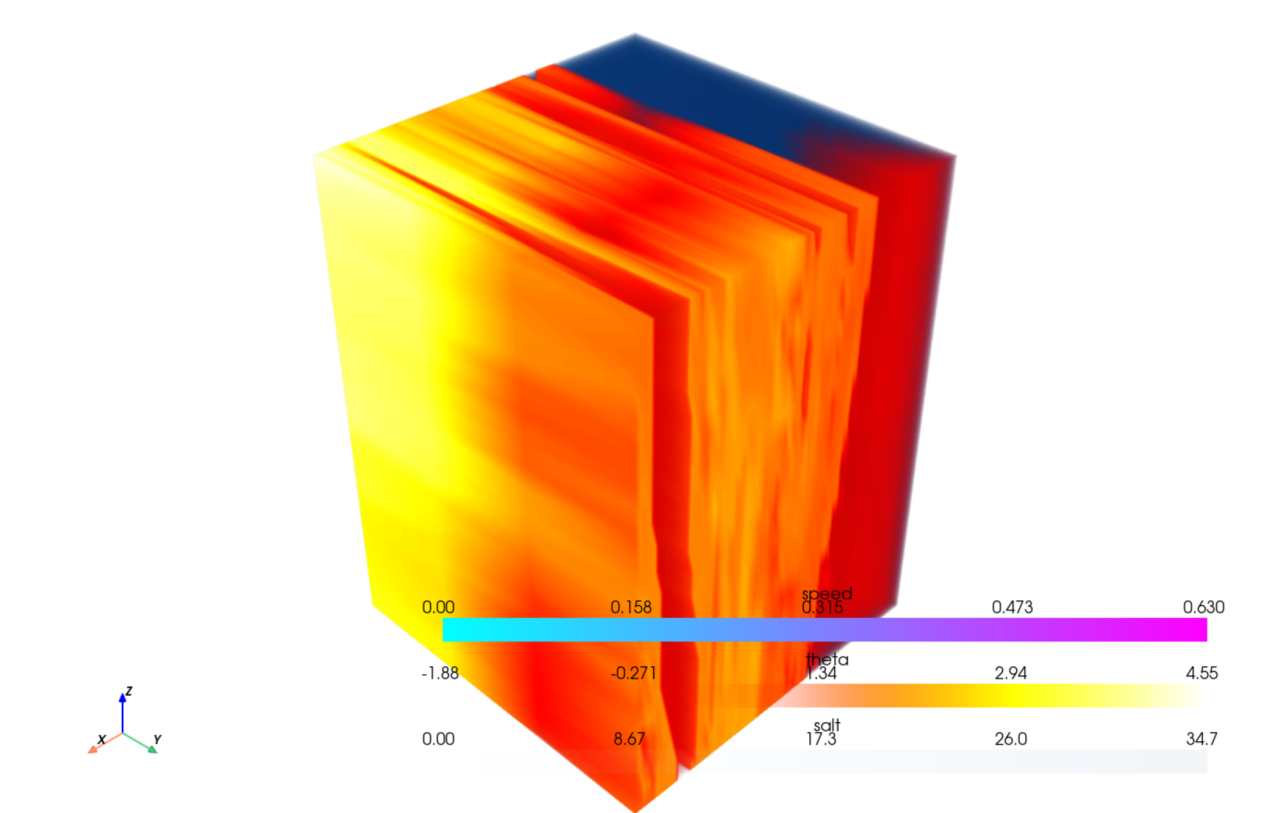 speed
0.00 0.158 0.315 0.473 0.630
theta
-1.88 -0.271 1.34 2.94 4.55
salt
0.00 8.67 17.3 26.0 34.7
Z
X Y